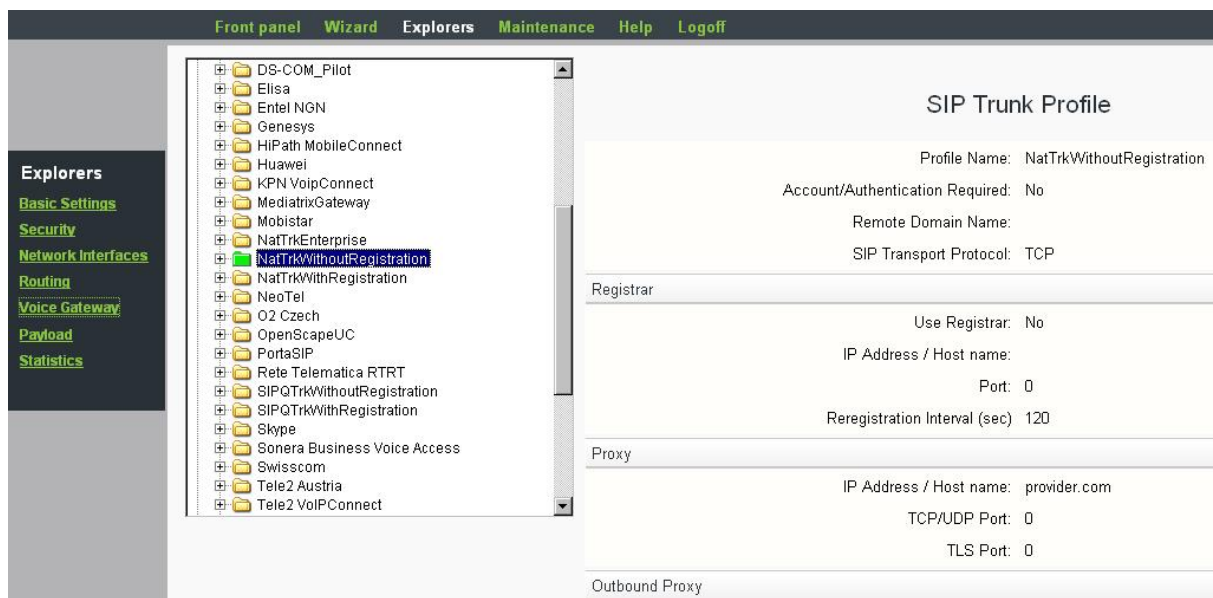 Front panel Wizard Explorers Maintenance Help Logoff
Explorers
Basic Settings
Security
Network Interfaces
Routing
Voice Gateway
Payload
Statistics
DS-COM_Pilot
Elisa
Entel NGN
Genesys
HiPath MobileConnect
Huawei
KPN VoipConnect
MediatrixGateway
Mobistar
NatTrkEnterprise
NatTrkWithoutRegistration
NatTrkWithRegistration
NeoTel
O2 Czech
OpenScapeUC
PortaSIP
Rete Telematica RTRT
SIPQTrkWithoutRegistration
SIPQTrkWithRegistration
Skype
Sonera Business Voice Access
Swisscom
Tele2 Austria
Tele2 VoIPConnect
SIP Trunk Profile
Profile Name: NatTrkWithoutRegistration
Account/Authentication Required: No
Remote Domain Name:
SIP Transport Protocol: TCP
Registrar
Use Registrar: No
IP Address / Host name:
Port: 0
Reregistration Interval (sec) 120
Proxy
IP Address / Host name: provider.com
TCP/UDP Port: 0
TLS Port: 0
Outbound Proxy